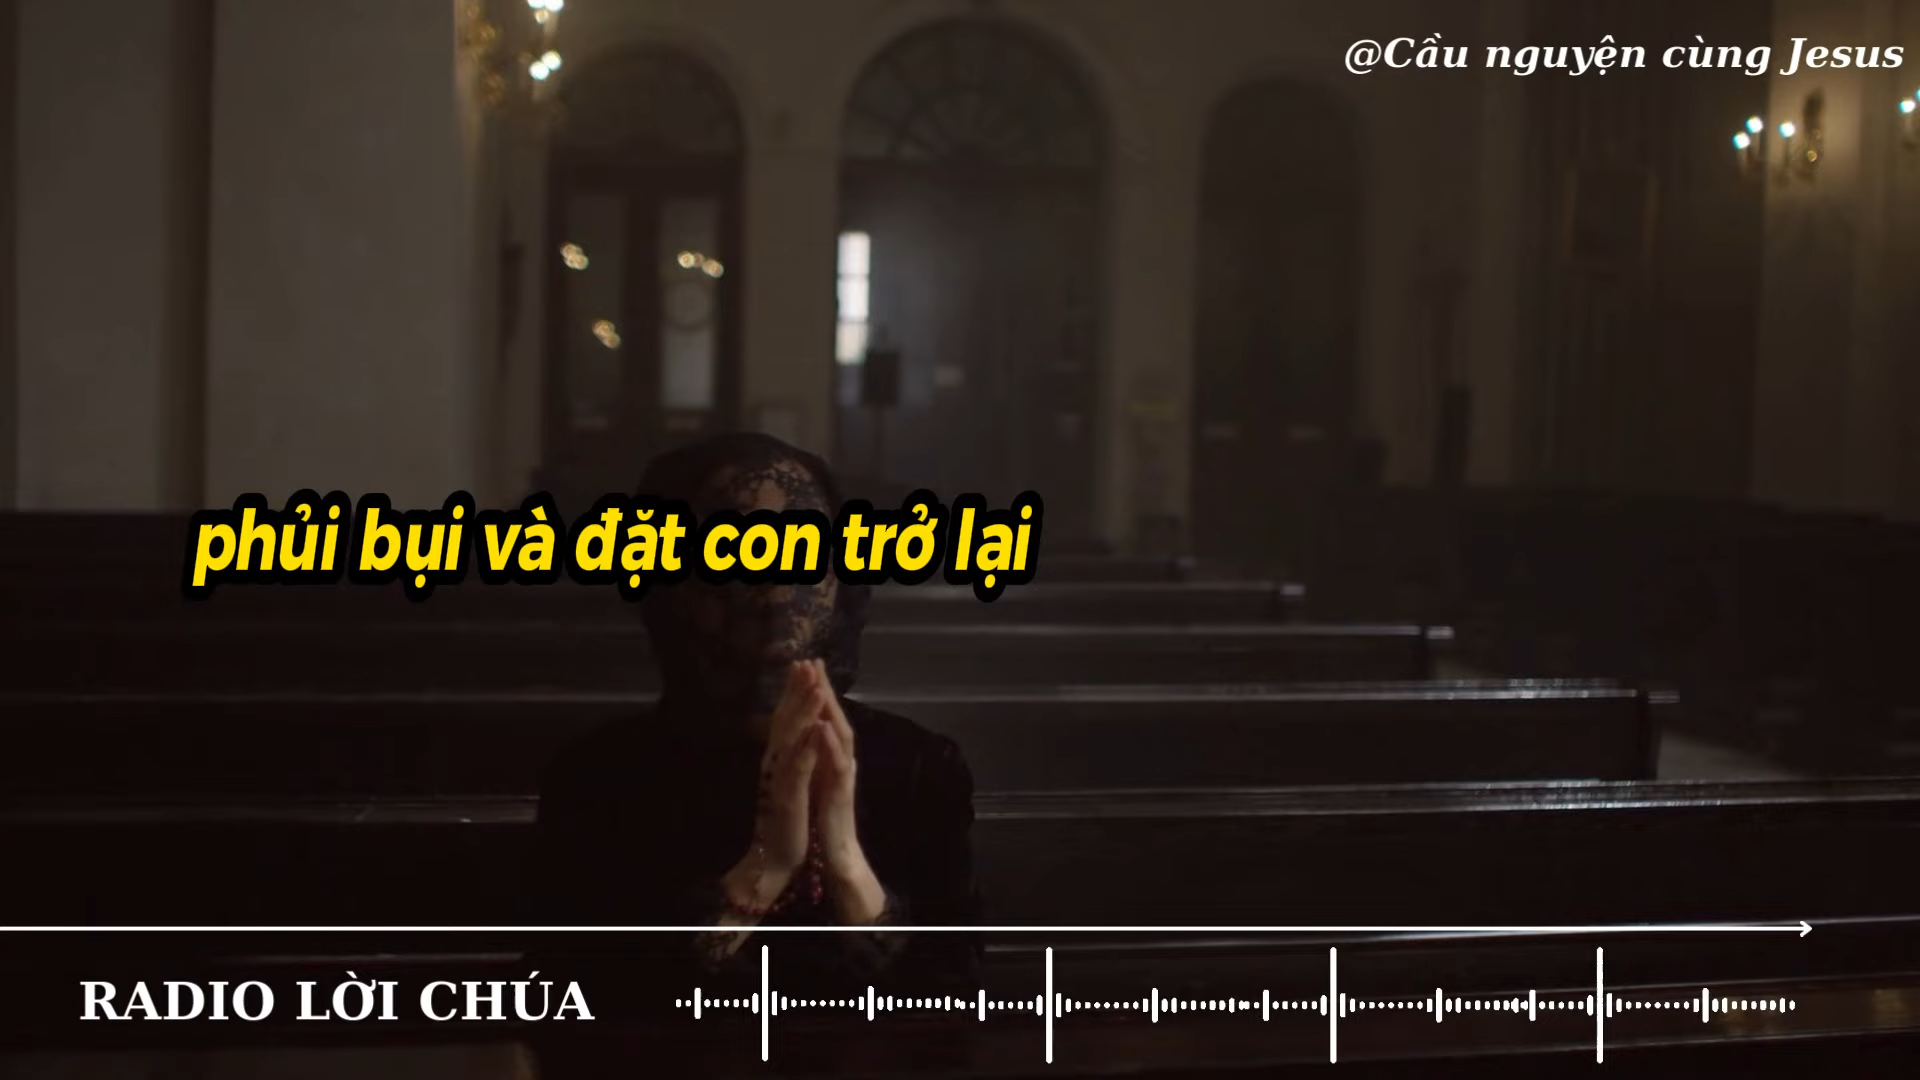 @Cầu nguyện cùng Jesus
phủi bụi và đặt con trở lại
RADIO LỜI CHÚA